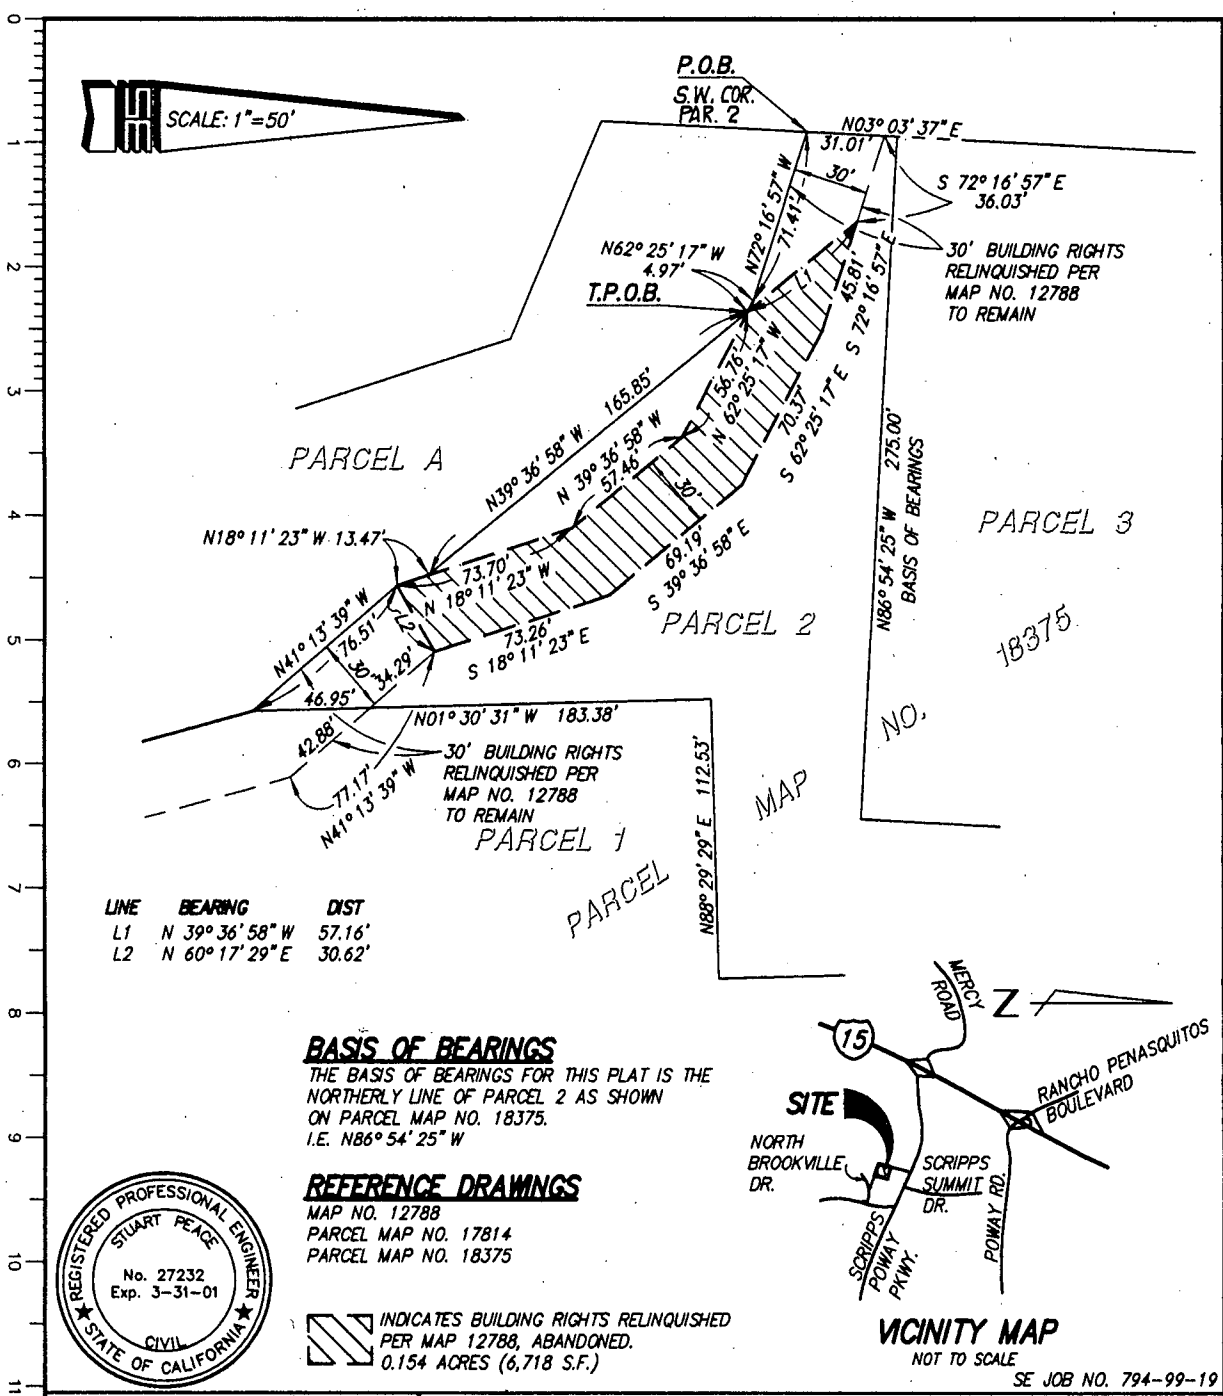 0
1
2
3
4
5
6
7
8
9
10
11
SCALE: 1"=50'
P.O.B.
S.W. COR.
PAR. 2
N03° 03' 37" E
31.01'
30'
S 72° 16' 57" E
36.03'
N72° 16' 57" W
71.41'
N62° 25' 17" W
4.97'
T.P.O.B.
L1
45.81'
S 72° 16' 57" E
30' BUILDING RIGHTS
RELINQUISHED PER
MAP NO. 12788
TO REMAIN
56.76'
N 62° 25' 17" W
70.37'
S 62° 25' 17" E
N39° 36' 58" W 165.85'
N 39° 36' 58" W
57.46'
30'
69.19'
S 39° 36' 58" E
PARCEL A
N86° 54' 25" W 275.00'
BASIS OF BEARINGS
PARCEL 3
N18° 11' 23" W 13.47'
73.70'
N 18° 11' 23" W
73.26'
S 18° 11' 23" E
L2
N41° 13' 39" W
76.51'
30'
34.29'
46.95'
PARCEL 2
18375
NO.
MAP
PARCEL
N01° 30' 31" W 183.38'
42.88'
77.17'
N41° 13' 39" W
30' BUILDING RIGHTS
RELINQUISHED PER
MAP NO. 12788
TO REMAIN
PARCEL 1
N88° 29' 29" E 112.53'
LINE BEARING DIST
L1 N 39° 36' 58" W 57.16'
L2 N 60° 17' 29" E 30.62'
BASIS OF BEARINGS
THE BASIS OF BEARINGS FOR THIS PLAT IS THE
NORTHERLY LINE OF PARCEL 2 AS SHOWN
ON PARCEL MAP NO. 18375.
I.E. N86° 54' 25" W
REFERENCE DRAWINGS
MAP NO. 12788
PARCEL MAP NO. 17814
PARCEL MAP NO. 18375
INDICATES BUILDING RIGHTS RELINQUISHED
PER MAP 12788, ABANDONED.
0.154 ACRES (6,718 S.F.)
REGISTERED PROFESSIONAL ENGINEER
STUART PEACE
No. 27232
Exp. 3-31-01
CIVIL
STATE OF CALIFORNIA
MERCY
ROAD
Z
15
RANCHO PENASQUITOS
BOULEVARD
SITE
NORTH
BROOKVILLE
DR.
SCRIPPS
SUMMIT
DR.
SCRIPPS
POWAY
PKWY.
POWAY RD.
VICINITY MAP
NOT TO SCALE
SE JOB NO. 794-99-19